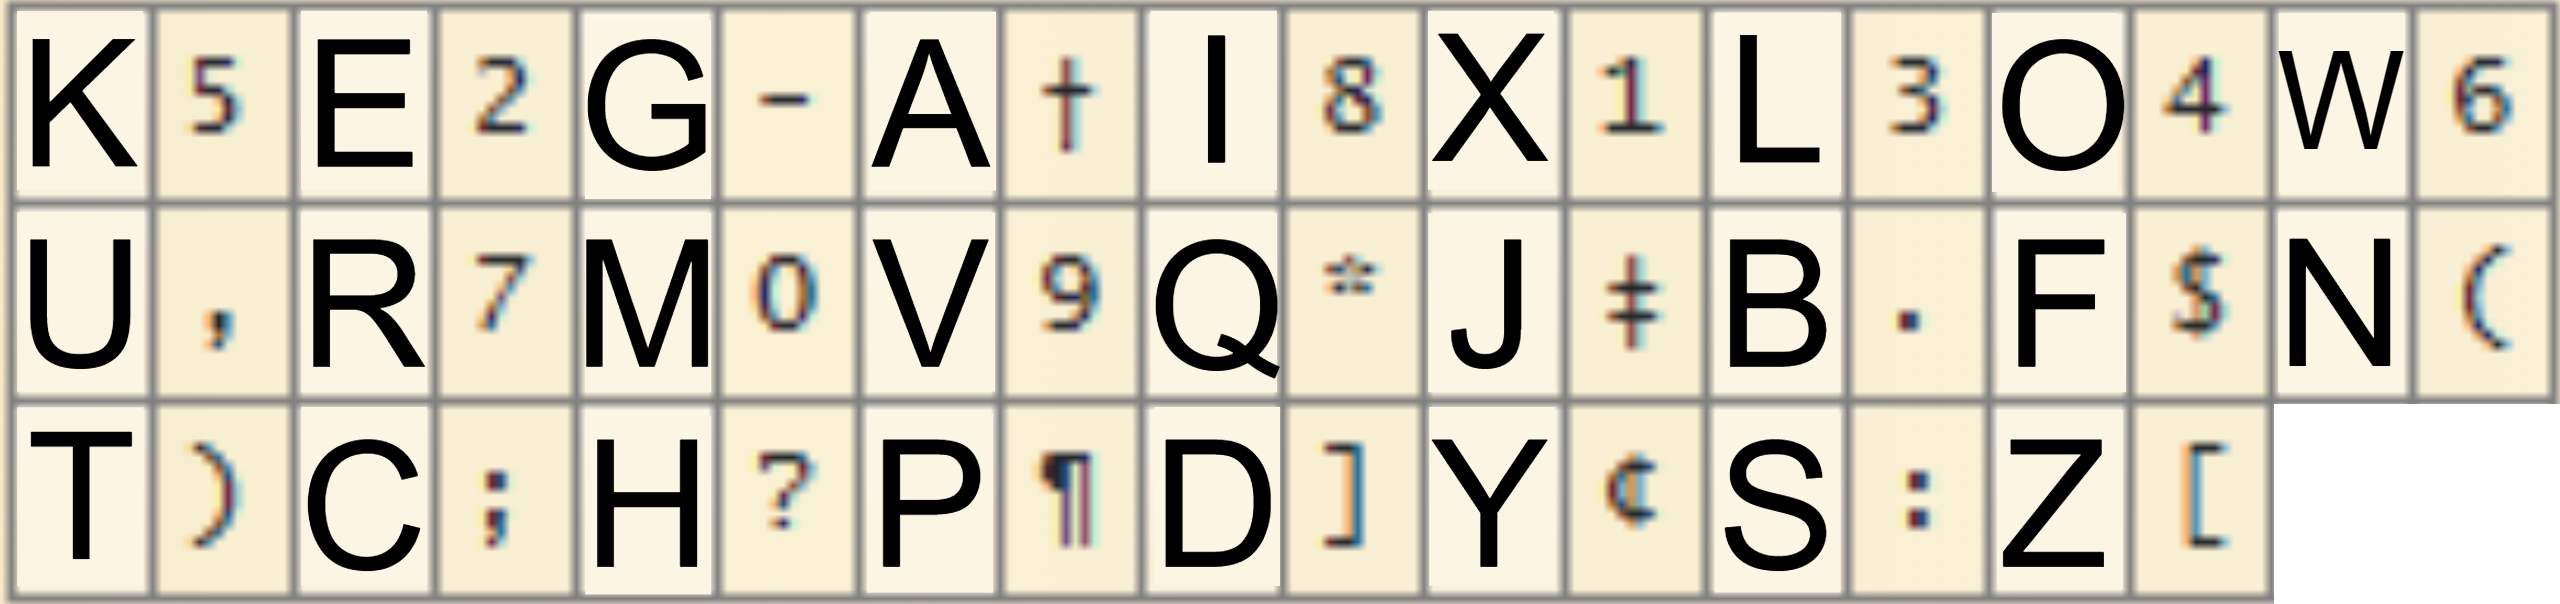 K 5 E 2 G - A † I 8 X 1 L 3 O 4 W 6
U , R 7 M 0 V 9 Q * J ‡ B . F $ N (
T ) C ; H ? P ¶ D ] Y ¢ S : Z [